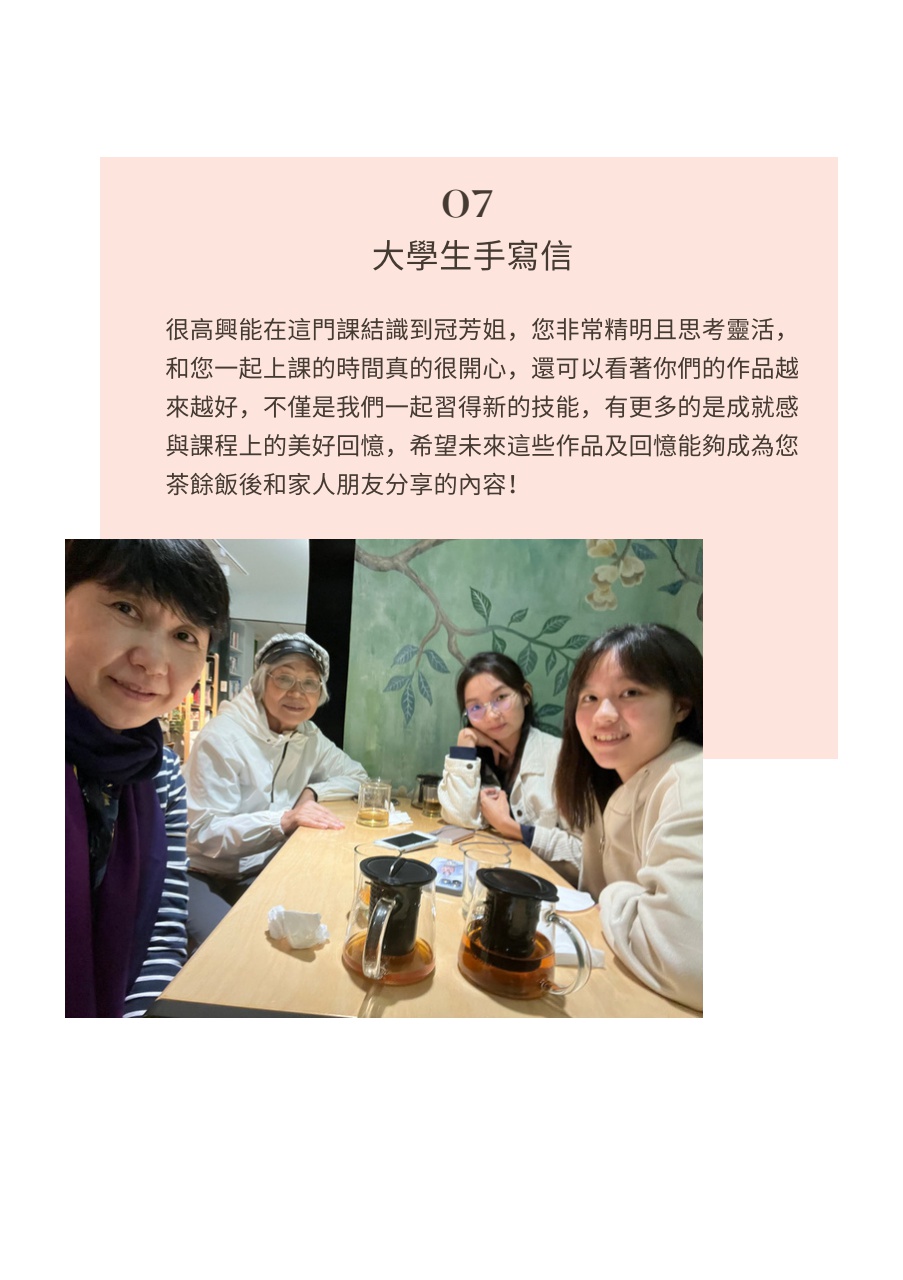 07
大學生手寫信
很高興能在這門課結識到冠芳姐，您非常精明且思考靈活，
和您一起上課的時間真的很開心，還可以看著你們的作品越
來越好，不僅是我們一起習得新的技能，有更多的是成就感
與課程上的美好回憶，希望未來這些作品及回憶能夠成為您
茶餘飯後和家人朋友分享的內容！